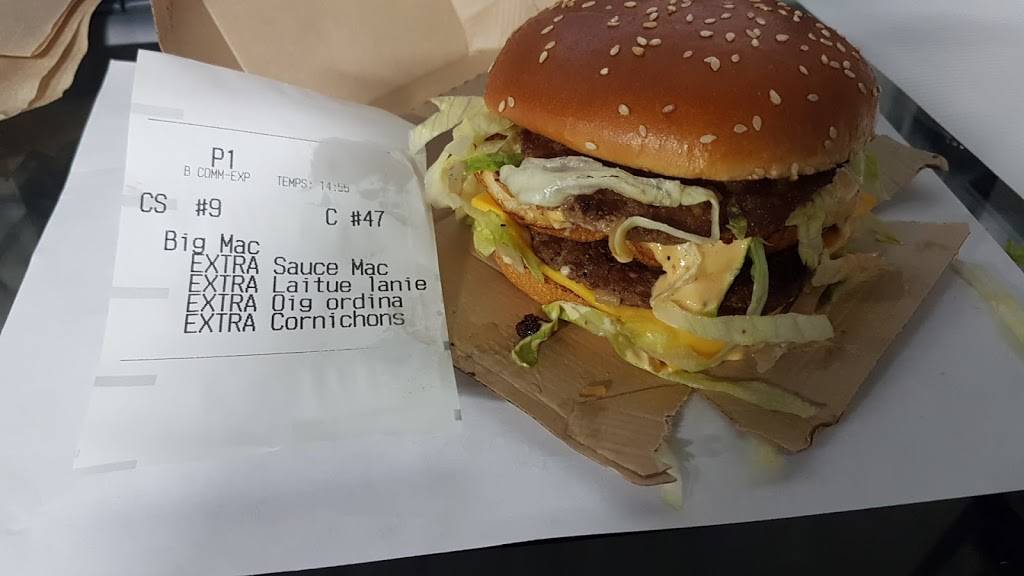 P1
B COMM-EXP TEMPS: 14:55
CS #9 C #47
Big Mac
EXTRA Sauce Mac
EXTRA Laitue lanie
EXTRA Oig ordina
EXTRA Cornichons